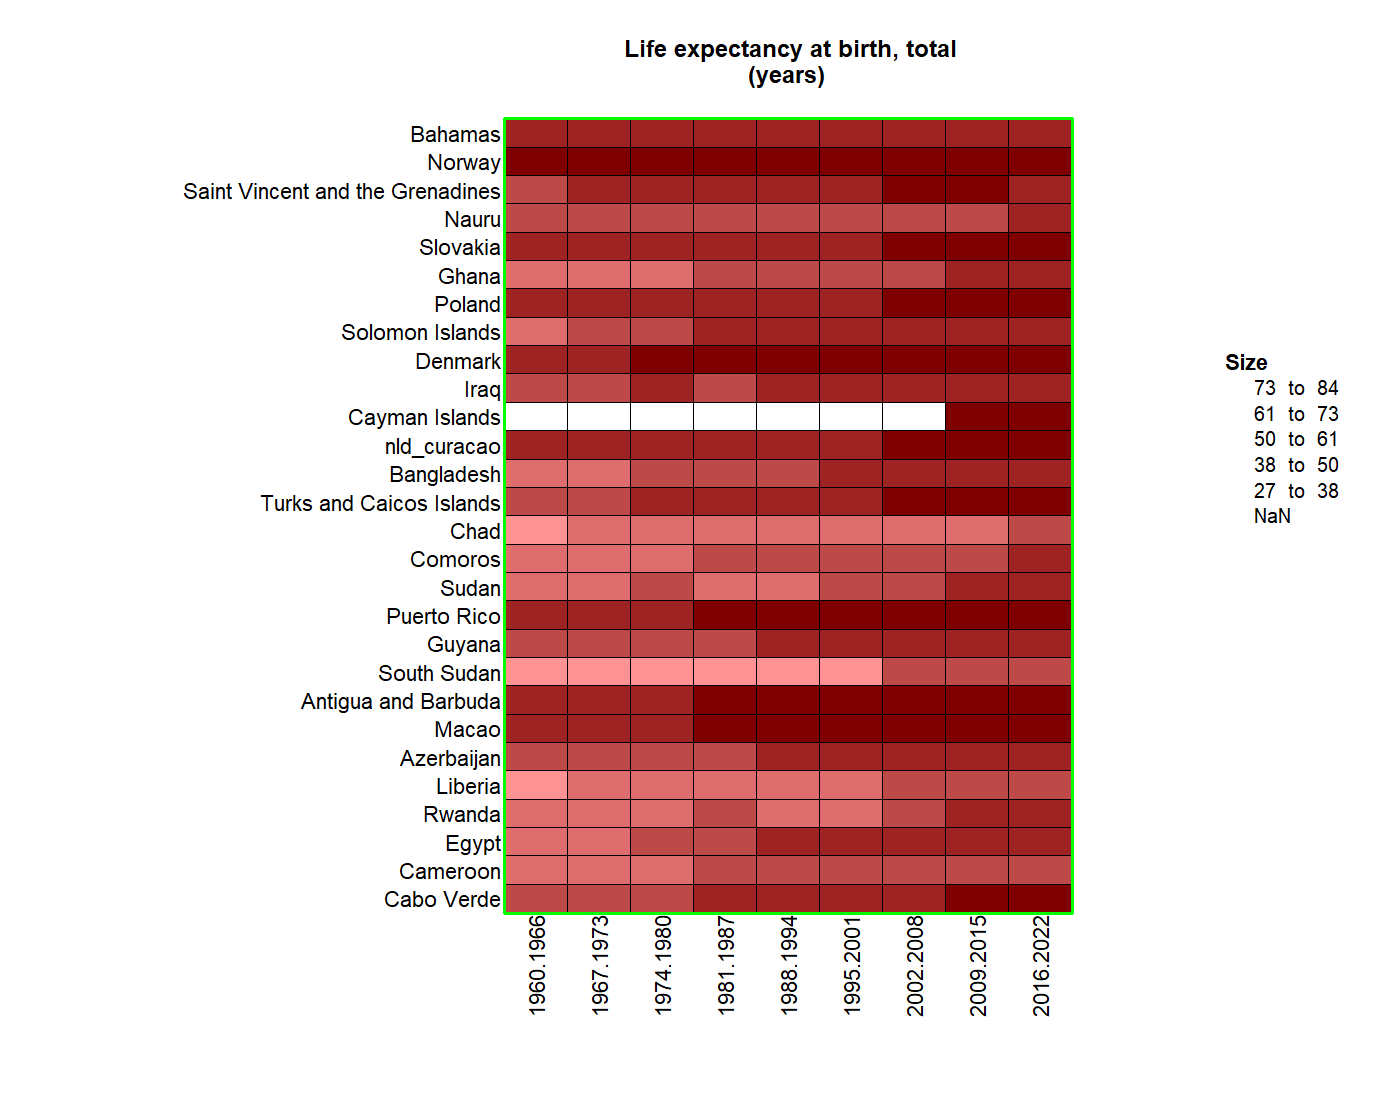 Life expectancy at birth, total
(years)
Bahamas
Norway
Saint Vincent and the Grenadines
Nauru
Slovakia
Ghana
Poland
Solomon Islands
Denmark
Iraq
Cayman Islands
nld_curacao
Bangladesh
Turks and Caicos Islands
Chad
Comoros
Sudan
Puerto Rico
Guyana
South Sudan
Antigua and Barbuda
Macao
Azerbaijan
Liberia
Rwanda
Egypt
Cameroon
Cabo Verde
1960.1966
1967.1973
1974.1980
1981.1987
1988.1994
1995.2001
2002.2008
2009.2015
2016.2022
Size
73 to 84
61 to 73
50 to 61
38 to 50
27 to 38
NaN